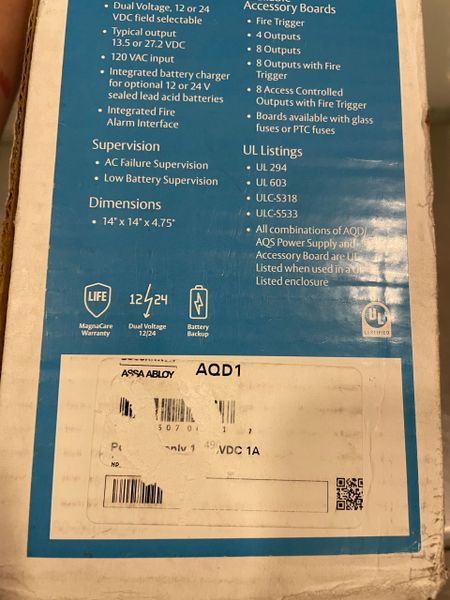 • Dual Voltage, 12 or 24
VDC field selectable
• Typical output
13.5 or 27.2 VDC
• 120 VAC input
• Integrated battery charger
for optional 12 or 24 V
sealed lead acid batteries
• Integrated Fire
Alarm Interface
Supervision
• AC Failure Supervision
• Low Battery Supervision
Dimensions
• 14" x 14" x 4.75"
Accessory Boards
• Fire Trigger
• 4 Outputs
• 8 Outputs
• 8 Outputs with Fire
Trigger
• 8 Access Controlled
Outputs with Fire Trigger
• Boards available with glass
fuses or PTC fuses
UL Listings
• UL 294
• UL 603
• ULC-S318
• ULC-S533
• All combinations of AQD/
AQS Power Supply and
Accessory Board are UL
Listed when used in a
Listed enclosure
LIFE
MagnaCare
Warranty
12/24
Dual Voltage
12/24
Battery
Backup
UL
CERTIFIED
ASSA ABLOY
AQD1
VDC 1A